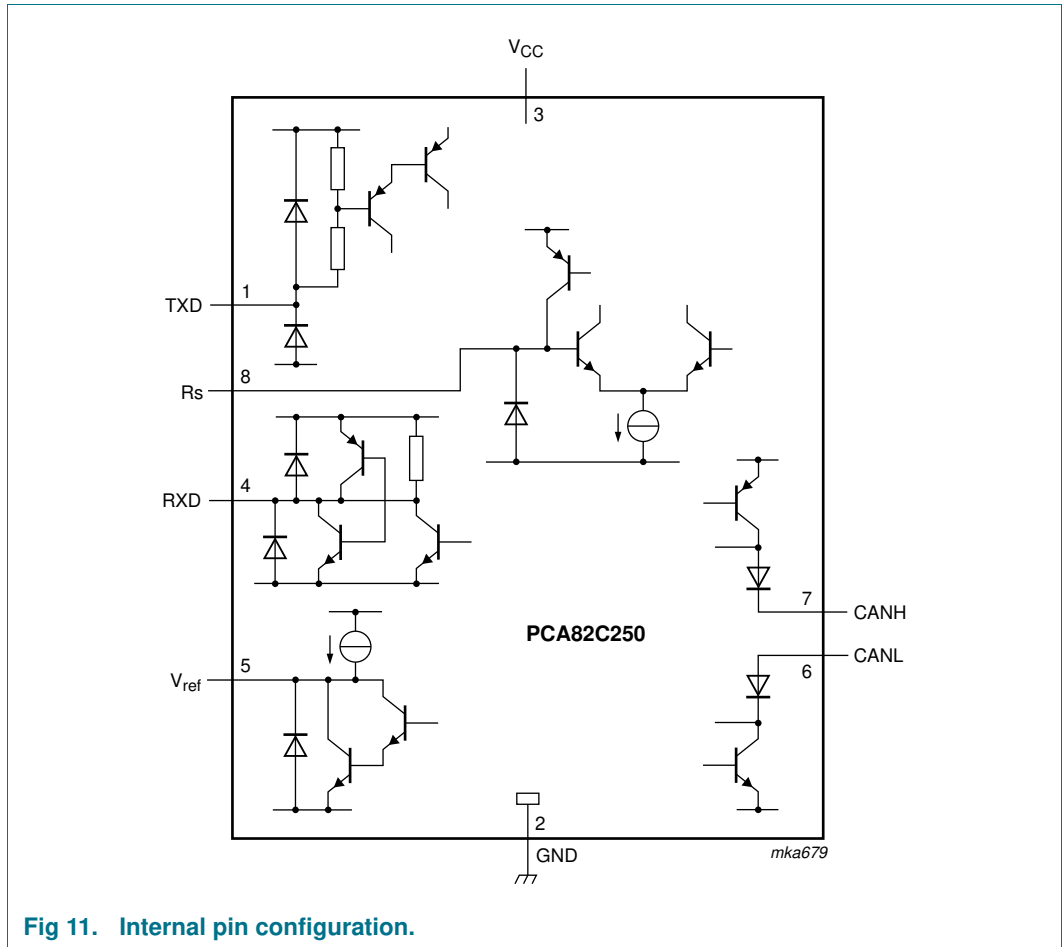 VCC
3
TXD
1
Rs
8
RXD
4
7
CANH
PCA82C250
CANL
6
Vref
5
2
GND
mka679
Fig 11. Internal pin configuration.